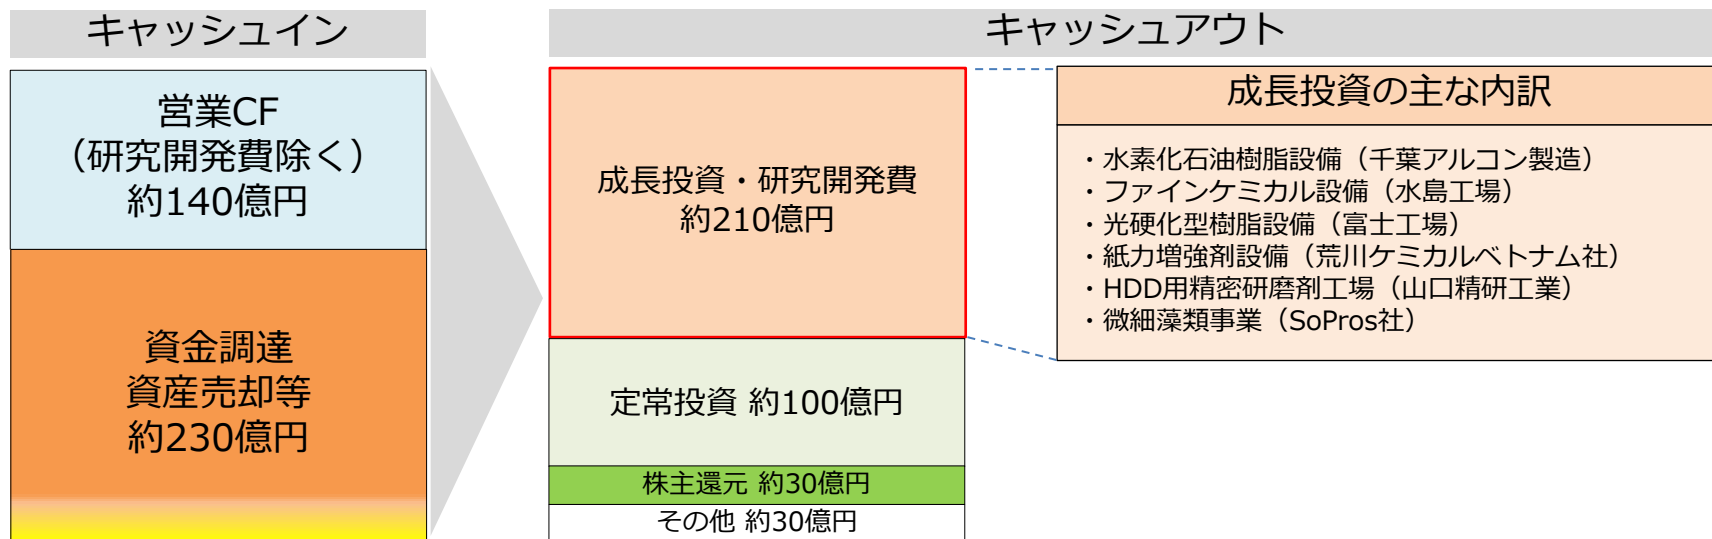 キャッシュイン
キャッシュアウト
営業CF
（研究開発費除く）
約140億円
資金調達
資産売却等
約230億円
成長投資・研究開発費
約210億円
定常投資 約100億円
株主還元 約30億円
その他 約30億円
成長投資の主な内訳
・水素化石油樹脂設備（千葉アルコン製造）
・ファインケミカル設備（水島工場）
・光硬化型樹脂設備（富士工場）
・紙力増強剤設備（荒川ケミカルベトナム社）
・HDD用精密研磨剤工場（山口精研工業）
・微細藻類事業（SoPros社）